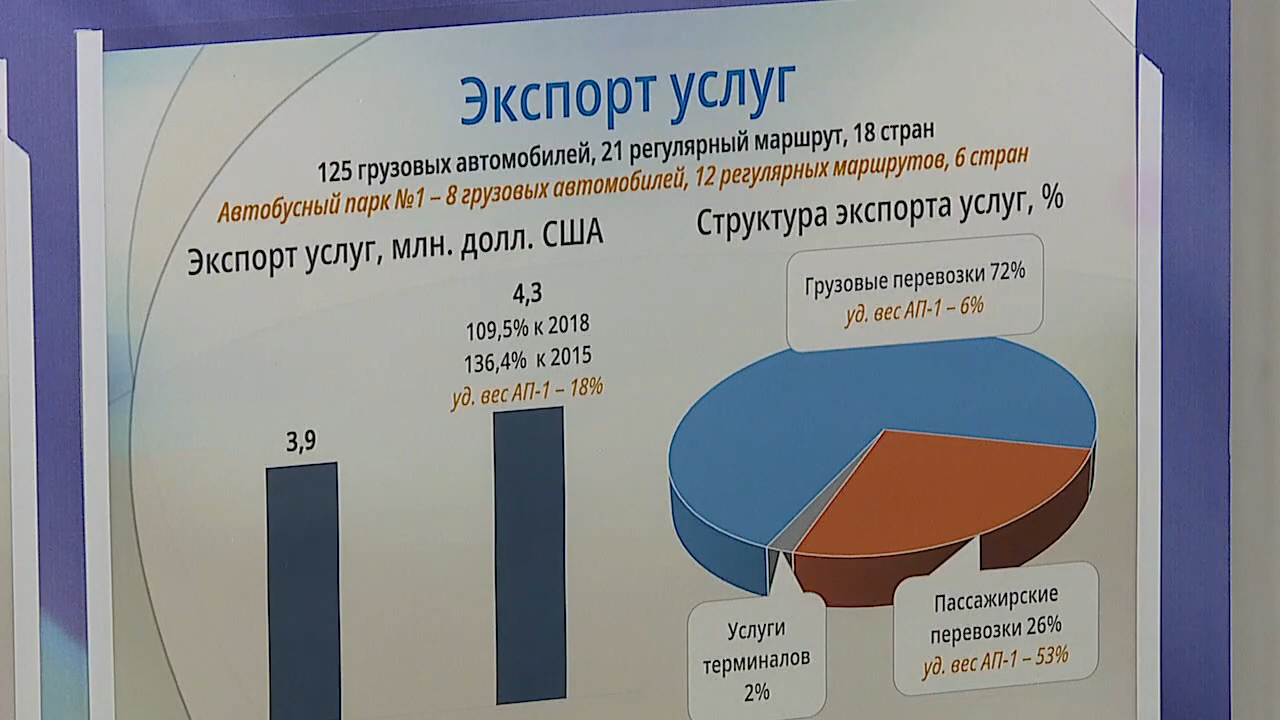 Экспорт услуг
125 грузовых автомобилей, 21 регулярный маршрут, 18 стран
Автобусный парк №1 – 8 грузовых автомобилей, 12 регулярных маршрутов, 6 стран
Экспорт услуг, млн. долл. США
4,3
109,5% к 2018
136,4% к 2015
уд. вес АП-1 – 18%
3,9
Структура экспорта услуг, %
Грузовые перевозки 72%
уд. вес АП-1 – 6%
Услуги
терминалов
2%
Пассажирские
перевозки 26%
уд. вес АП-1 – 53%